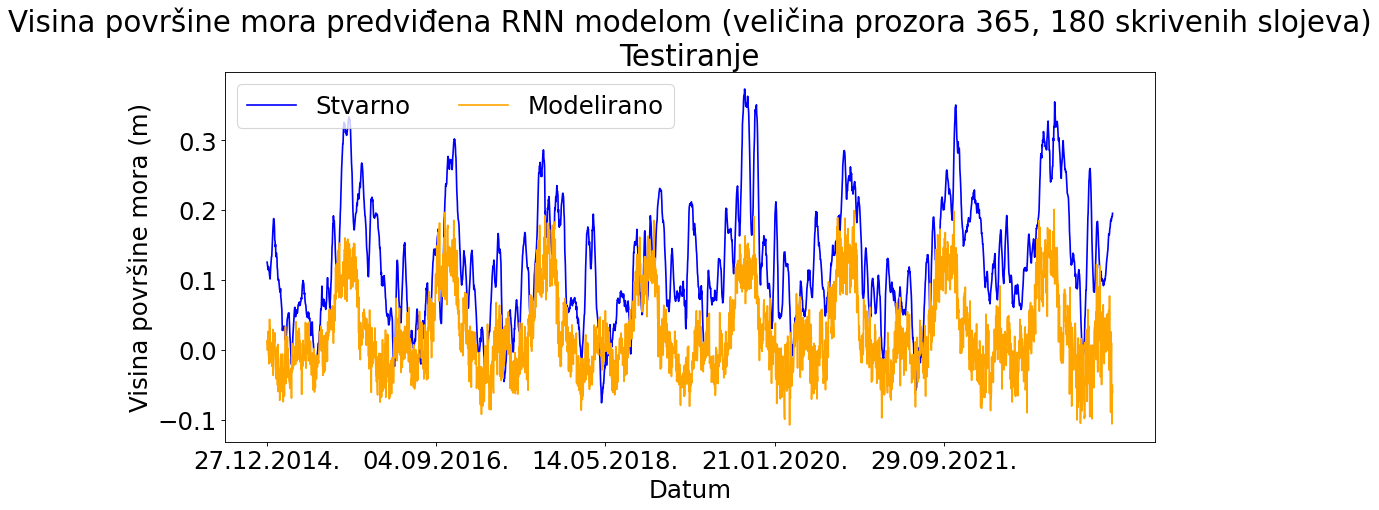 Visina površine mora predviđena RNN modelom (veličina prozora 365, 180 skrivenih slojeva)
Testiranje
Stvarno
Modelirano
Visina površine mora (m)
0.3
0.2
0.1
0.0
−0.1
27.12.2014.
04.09.2016.
14.05.2018.
21.01.2020.
29.09.2021.
Datum